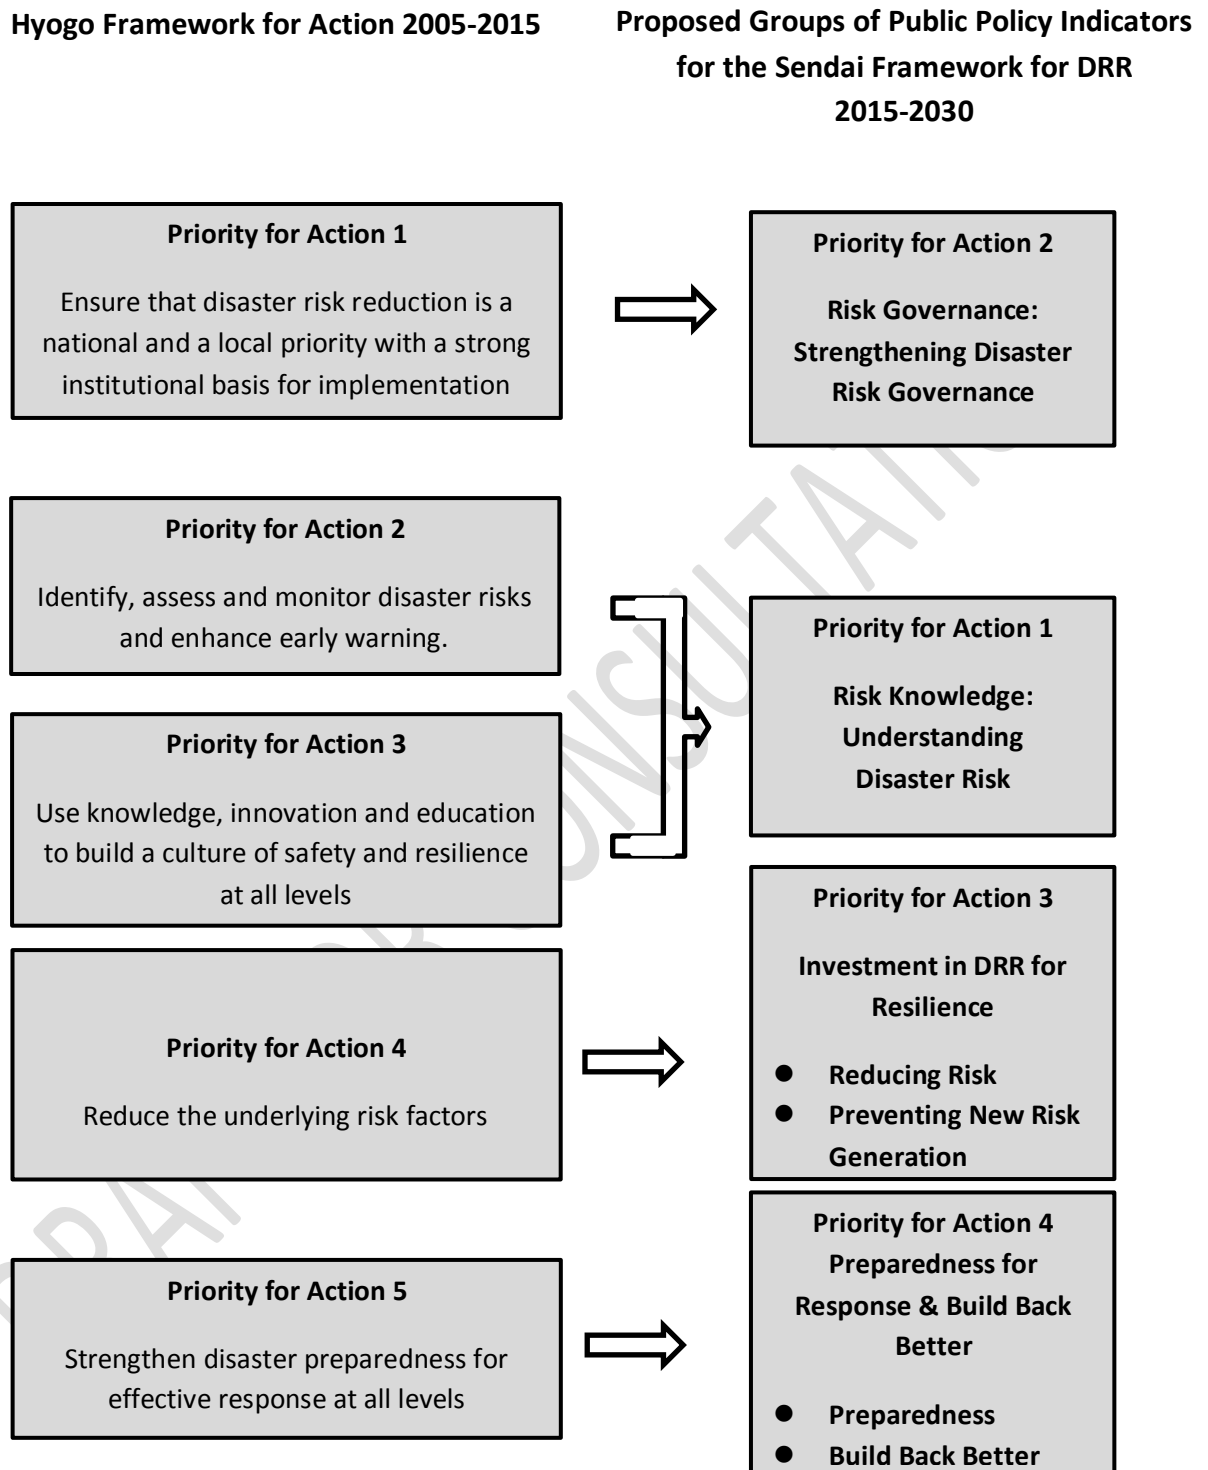 Hyogo Framework for Action 2005-2015
Proposed Groups of Public Policy Indicators
for the Sendai Framework for DRR
2015-2030
Priority for Action 1
Ensure that disaster risk reduction is a
national and a local priority with a strong
institutional basis for implementation
Priority for Action 2
Risk Governance:
Strengthening Disaster
Risk Governance
Priority for Action 2
Identify, assess and monitor disaster risks
and enhance early warning.
Priority for Action 3
Use knowledge, innovation and education
to build a culture of safety and resilience
at all levels
Priority for Action 1
Risk Knowledge:
Understanding
Disaster Risk
Priority for Action 4
Reduce the underlying risk factors
Priority for Action 3
Investment in DRR for
Resilience
● Reducing Risk
● Preventing New Risk
Generation
Priority for Action 5
Strengthen disaster preparedness for
effective response at all levels
Priority for Action 4
Preparedness for
Response & Build Back
Better
● Preparedness
● Build Back Better